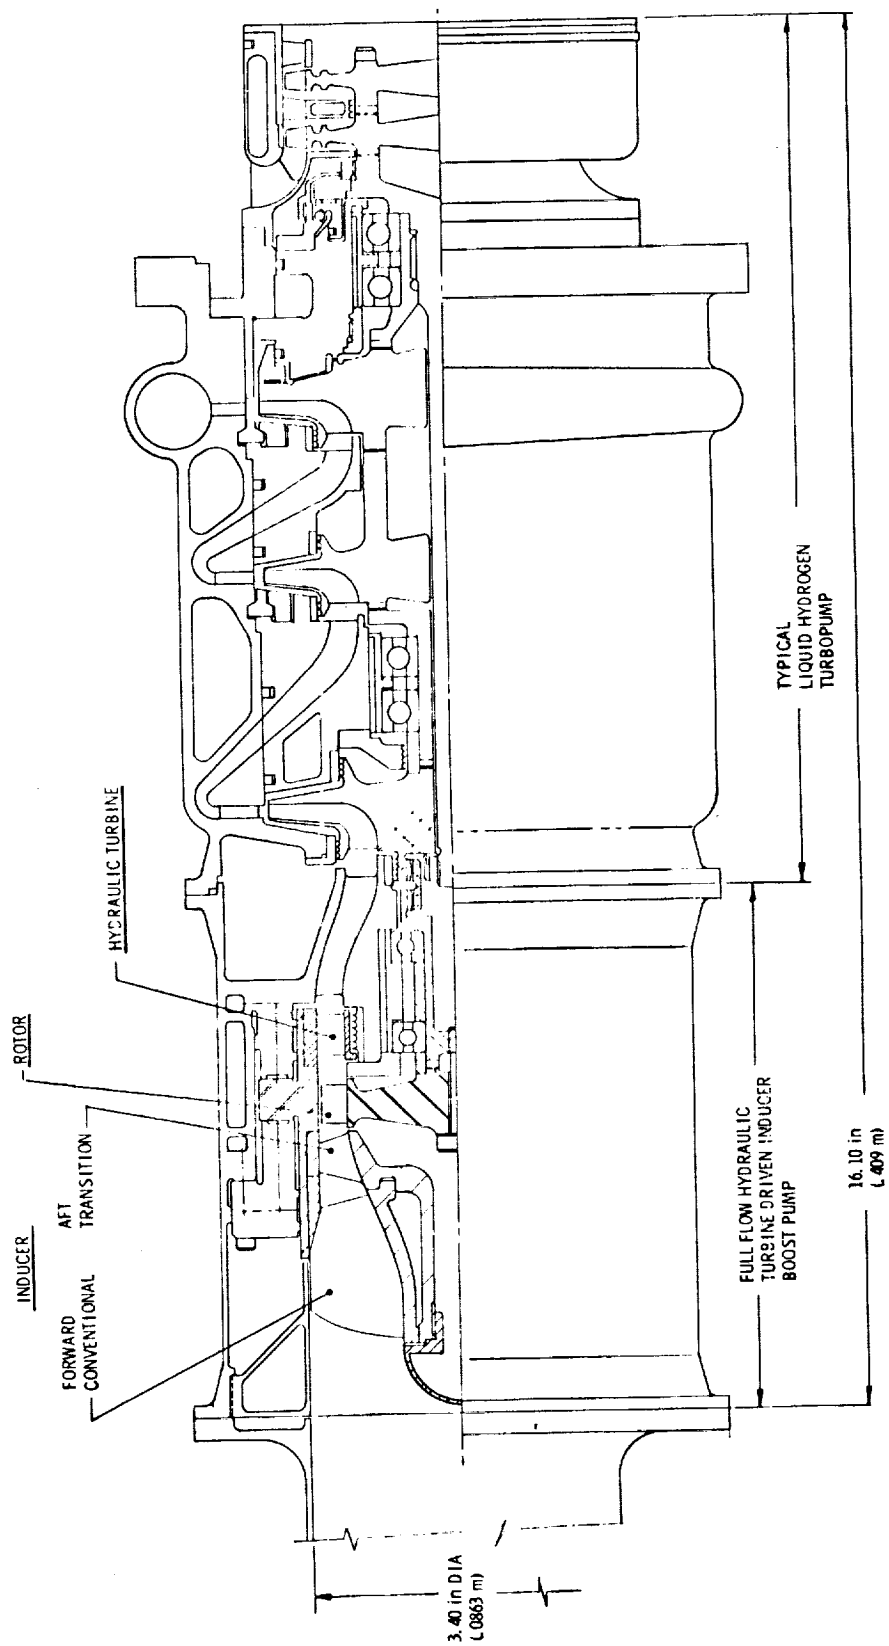 INDUCER
FORWARD
CONVENTIONAL
AFT
TRANSITION
ROTOR
HYDRAULIC TURBINE
3.40 in DIA
(.0863 m)
FULL FLOW HYDRAULIC
TURBINE DRIVEN INDUCER
BOOST PUMP
TYPICAL
LIQUID HYDROGEN
TURBOPUMP
16.10 in
(.409 m)